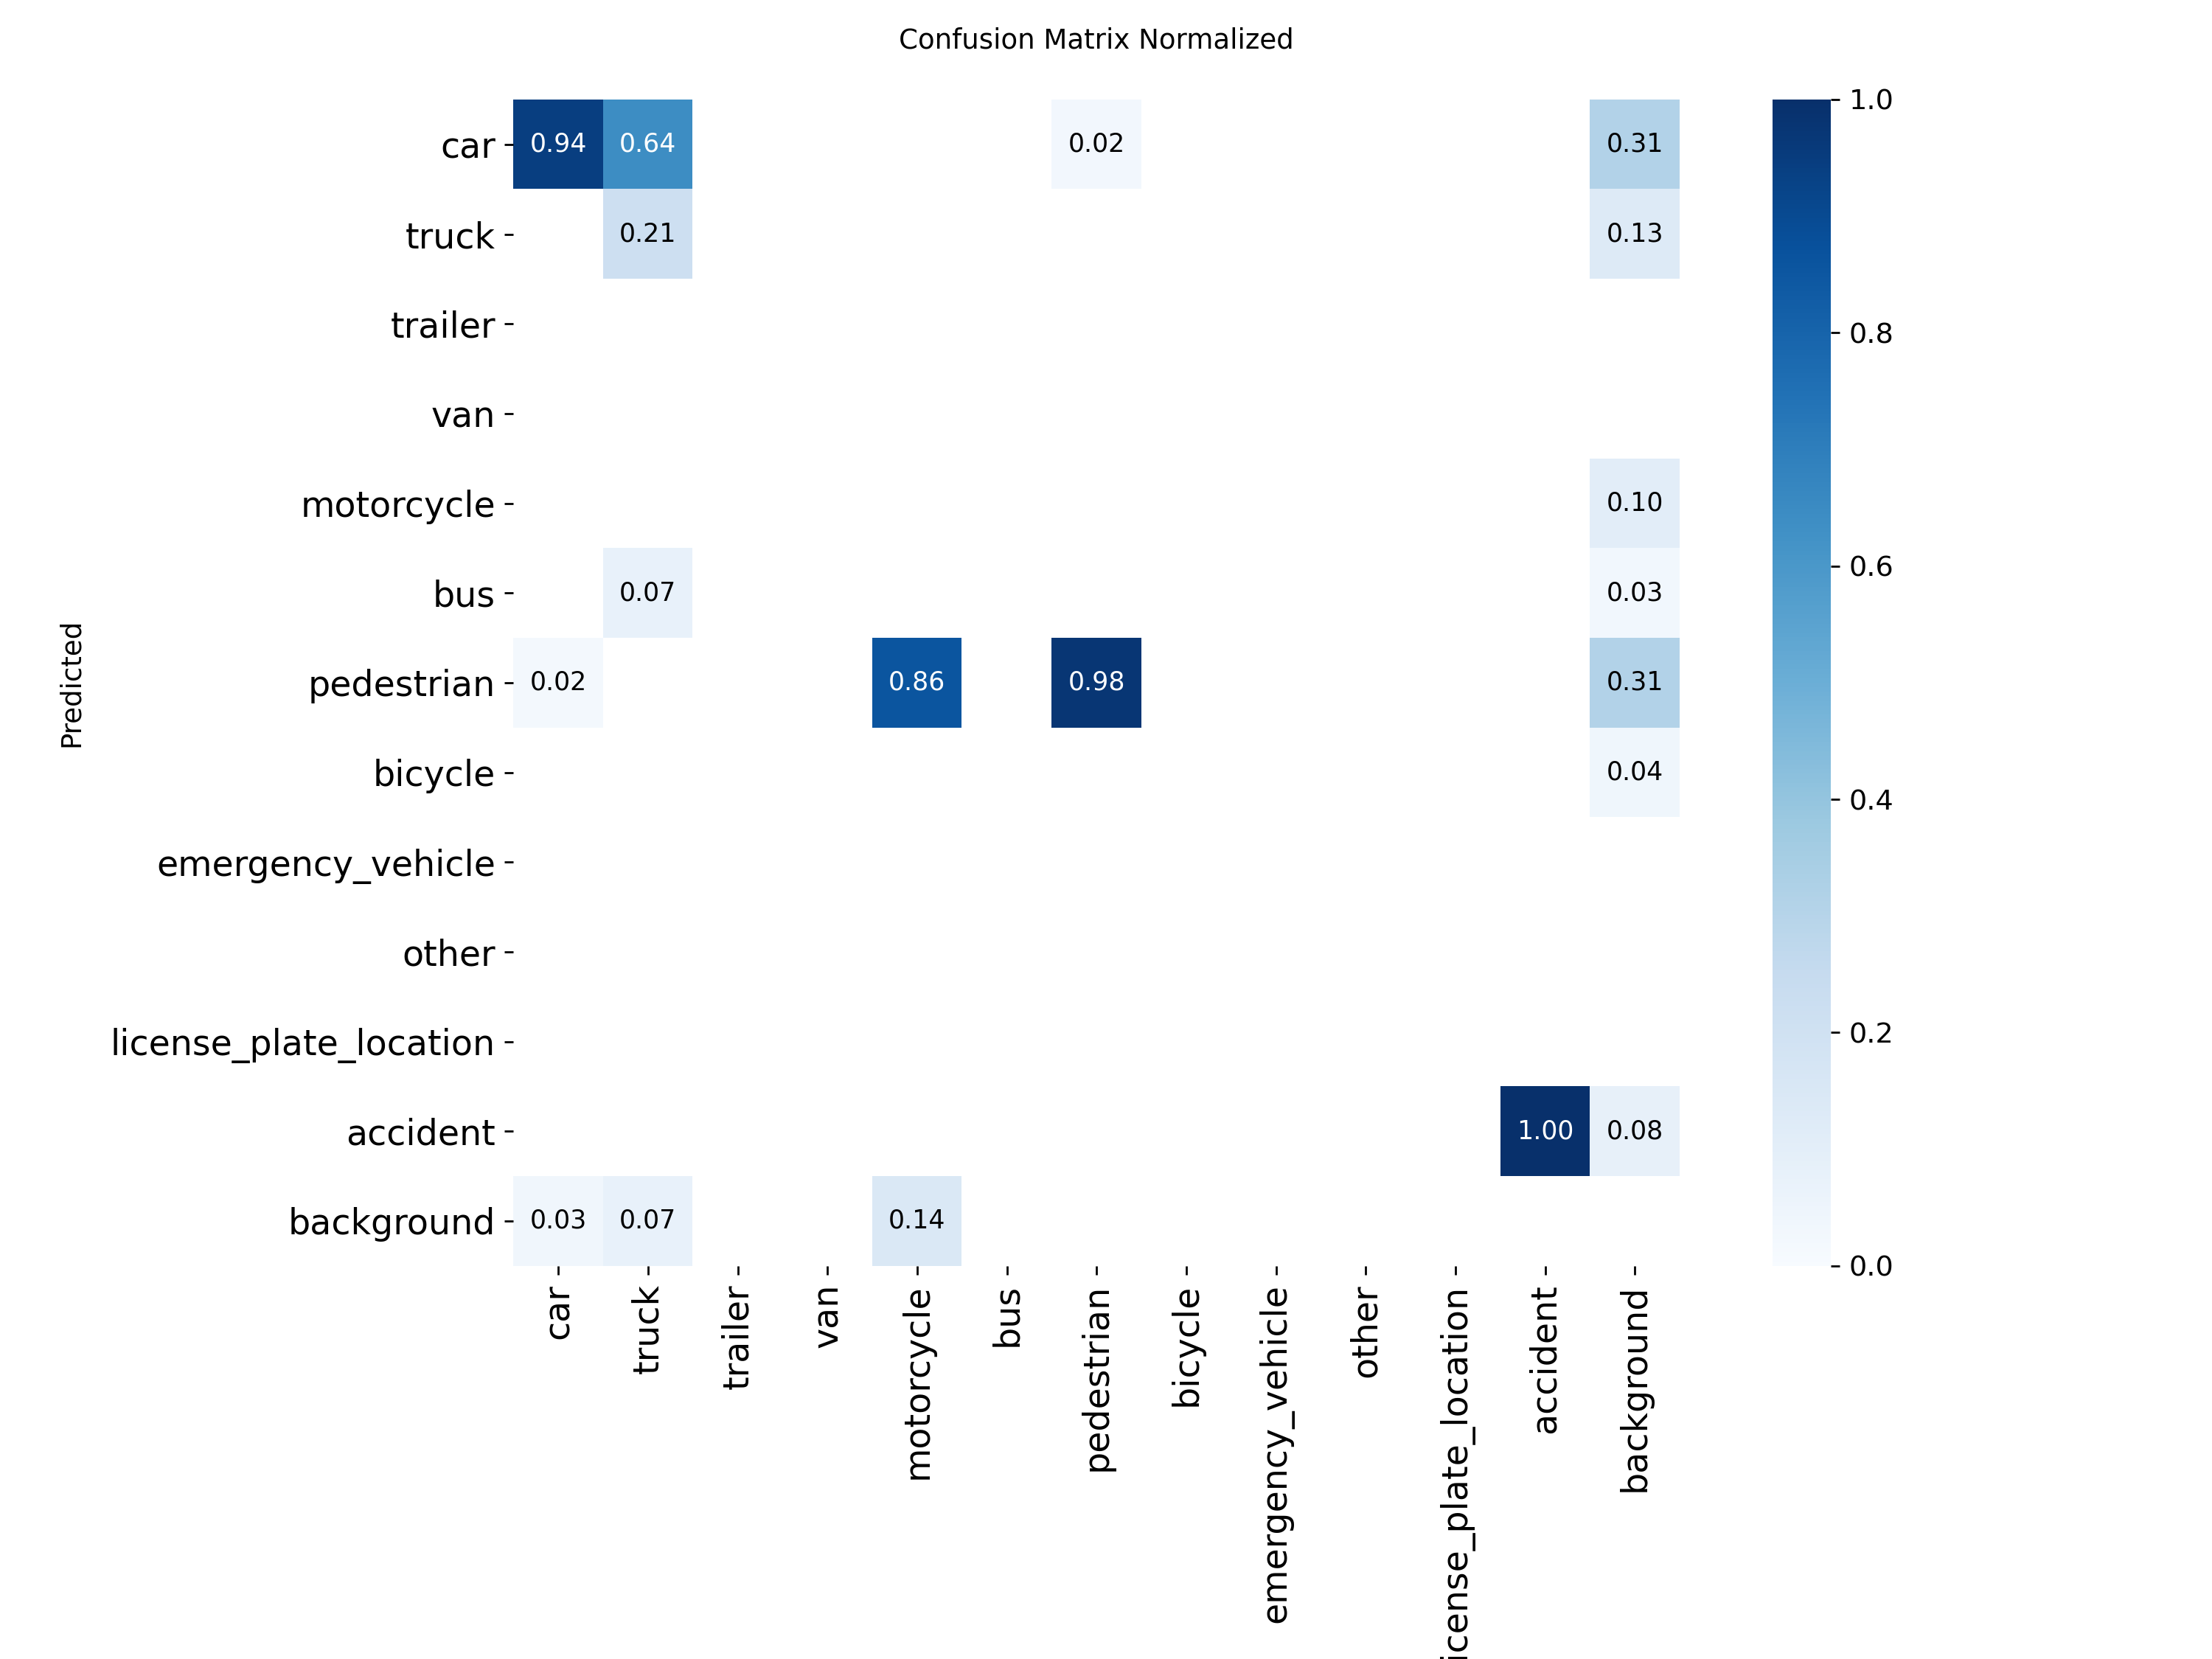 Confusion Matrix Normalized
car 0.94 0.64 0.02 0.31
truck 0.21 0.13
trailer
van
motorcycle 0.10
bus 0.07 0.03
pedestrian 0.02 0.86 0.98 0.31
bicycle 0.04
emergency_vehicle
other
license_plate_location
accident 1.00 0.08
background 0.03 0.07 0.14
Predicted
car
truck
trailer
van
motorcycle
bus
pedestrian
bicycle
emergency_vehicle
other
icense_plate_location
accident
background
1.0
0.8
0.6
0.4
0.2
0.0